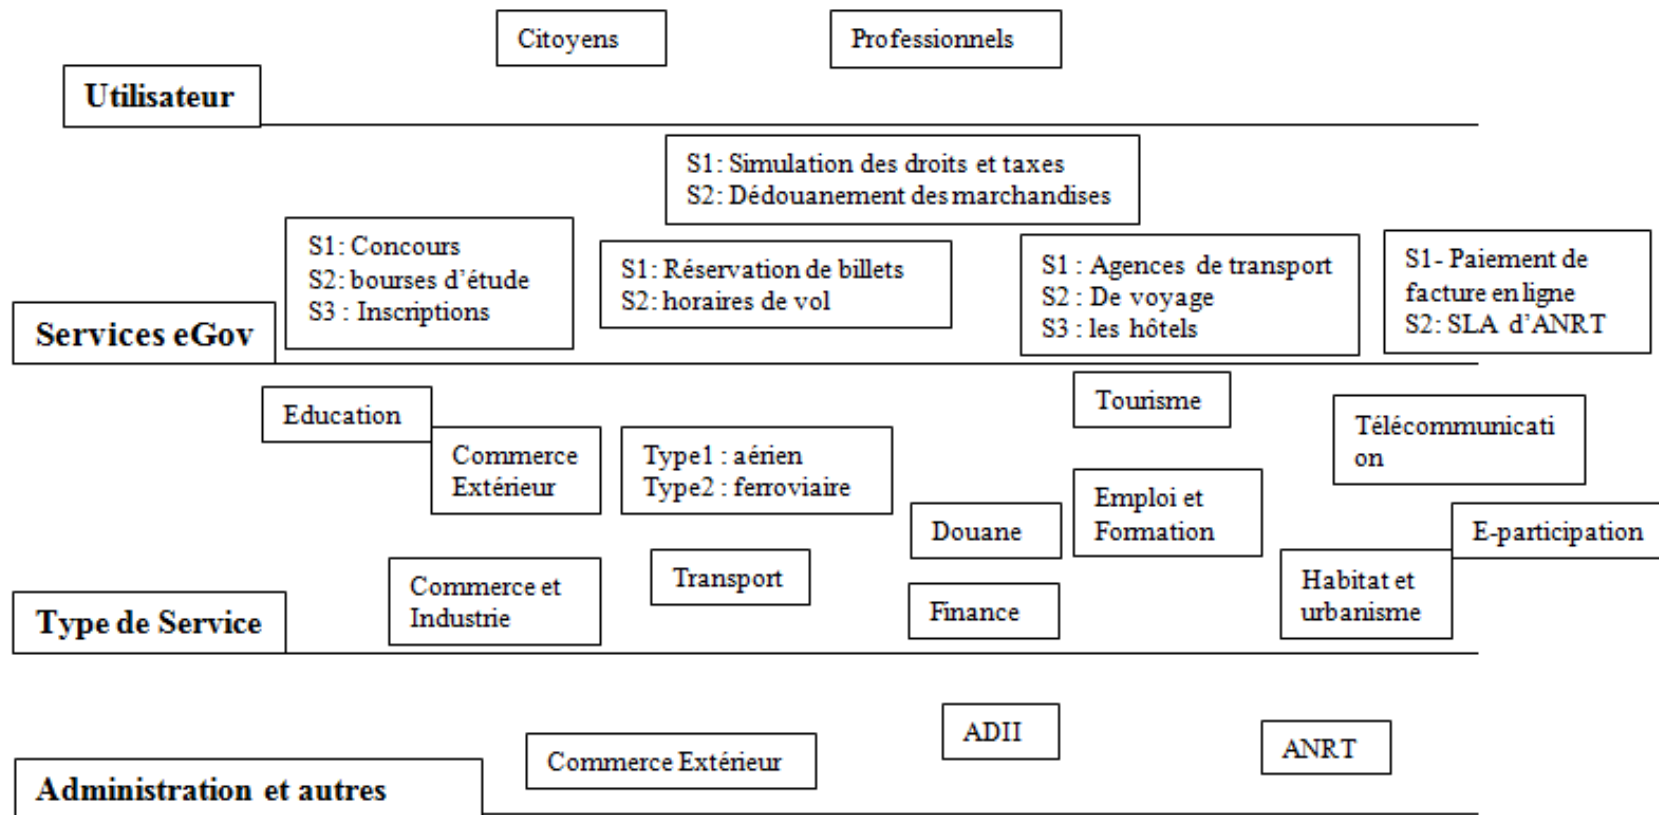 Citoyens
Professionnels
Utilisateur
S1: Simulation des droits et taxes
S2: Dédouanement des marchandises
S1: Concours
S2: bourses d’étude
S3 : Inscriptions
S1: Réservation de billets
S2: horaires de vol
S1 : Agences de transport
S2 : De voyage
S3 : les hôtels
S1- Paiement de
facture en ligne
S2: SLA d’ANRT
Services eGov
Education
Commerce
Extérieur
Type1 : aérien
Type2 : ferroviaire
Tourisme
Télécommunicati
on
Douane
Emploi et
Formation
E-participation
Commerce et
Industrie
Transport
Finance
Habitat et
urbanisme
Type de Service
Commerce Extérieur
ADII
ANRT
Administration et autres